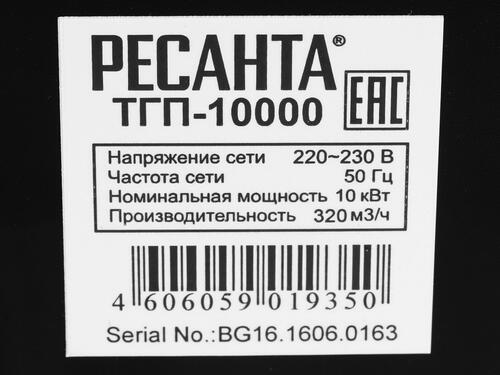 РЕСАНТА®
ТГП-10000 EAC
Напряжение сети 220~230 В
Частота сети 50 Гц
Номинальная мощность 10 кВт
Производительность 320 м3/ч
4 606059 019350
Serial No.:BG16.1606.0163